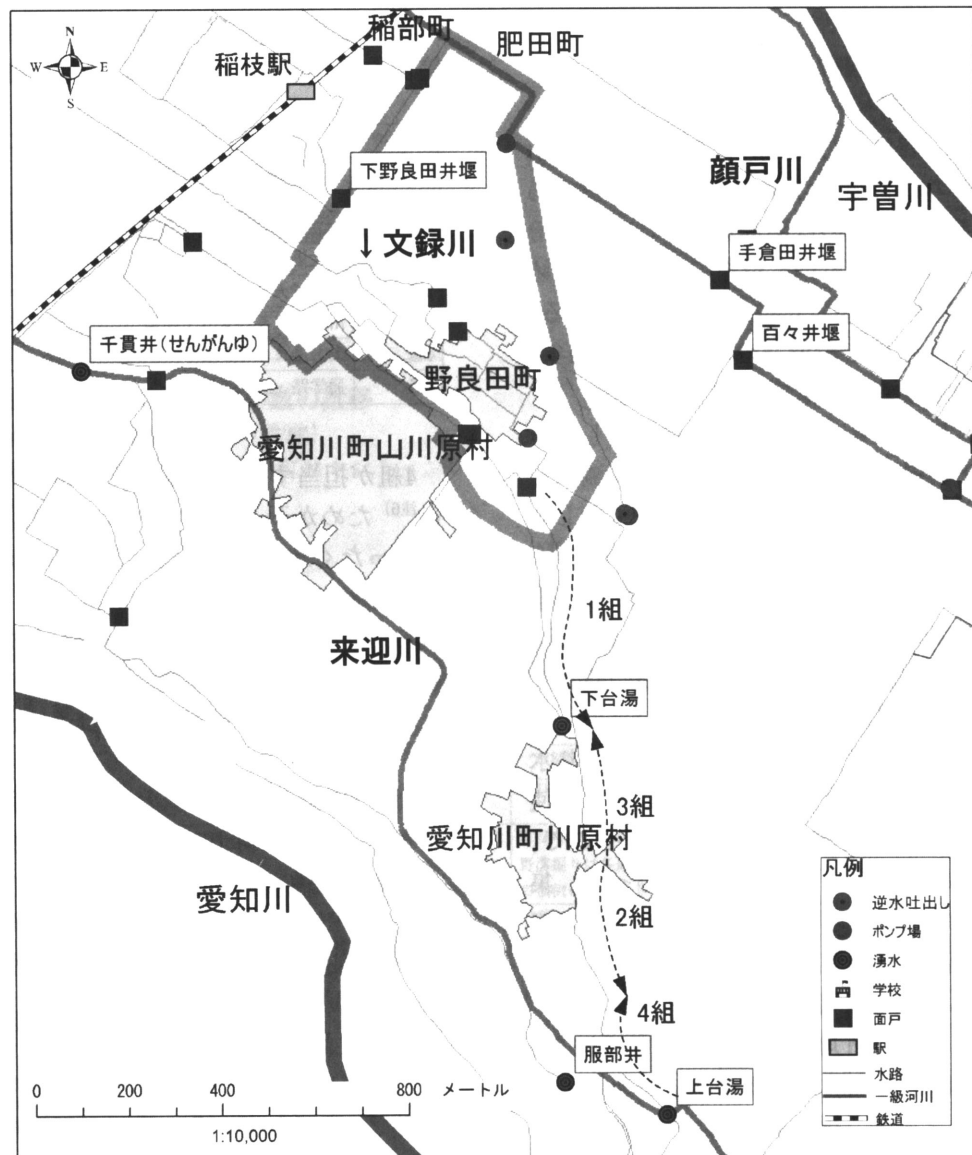 N
W E
S
稲部町
肥田町
稲枝駅
下野良田井堰
顔戸川
宇曽川
↓文録川
手倉田井堰
百々井堰
千貫井(せんがんゆ)
野良田町
愛知川町山川原村
1組
来迎川
下台湯
3組
愛知川町川原村
愛知川
2組
4組
服部井
上台湯
凡例
逆水吐出し
ポンプ場
湧水
学校
面戸
駅
水路
一級河川
鉄道
0 200 400 800 メートル
1:10,000